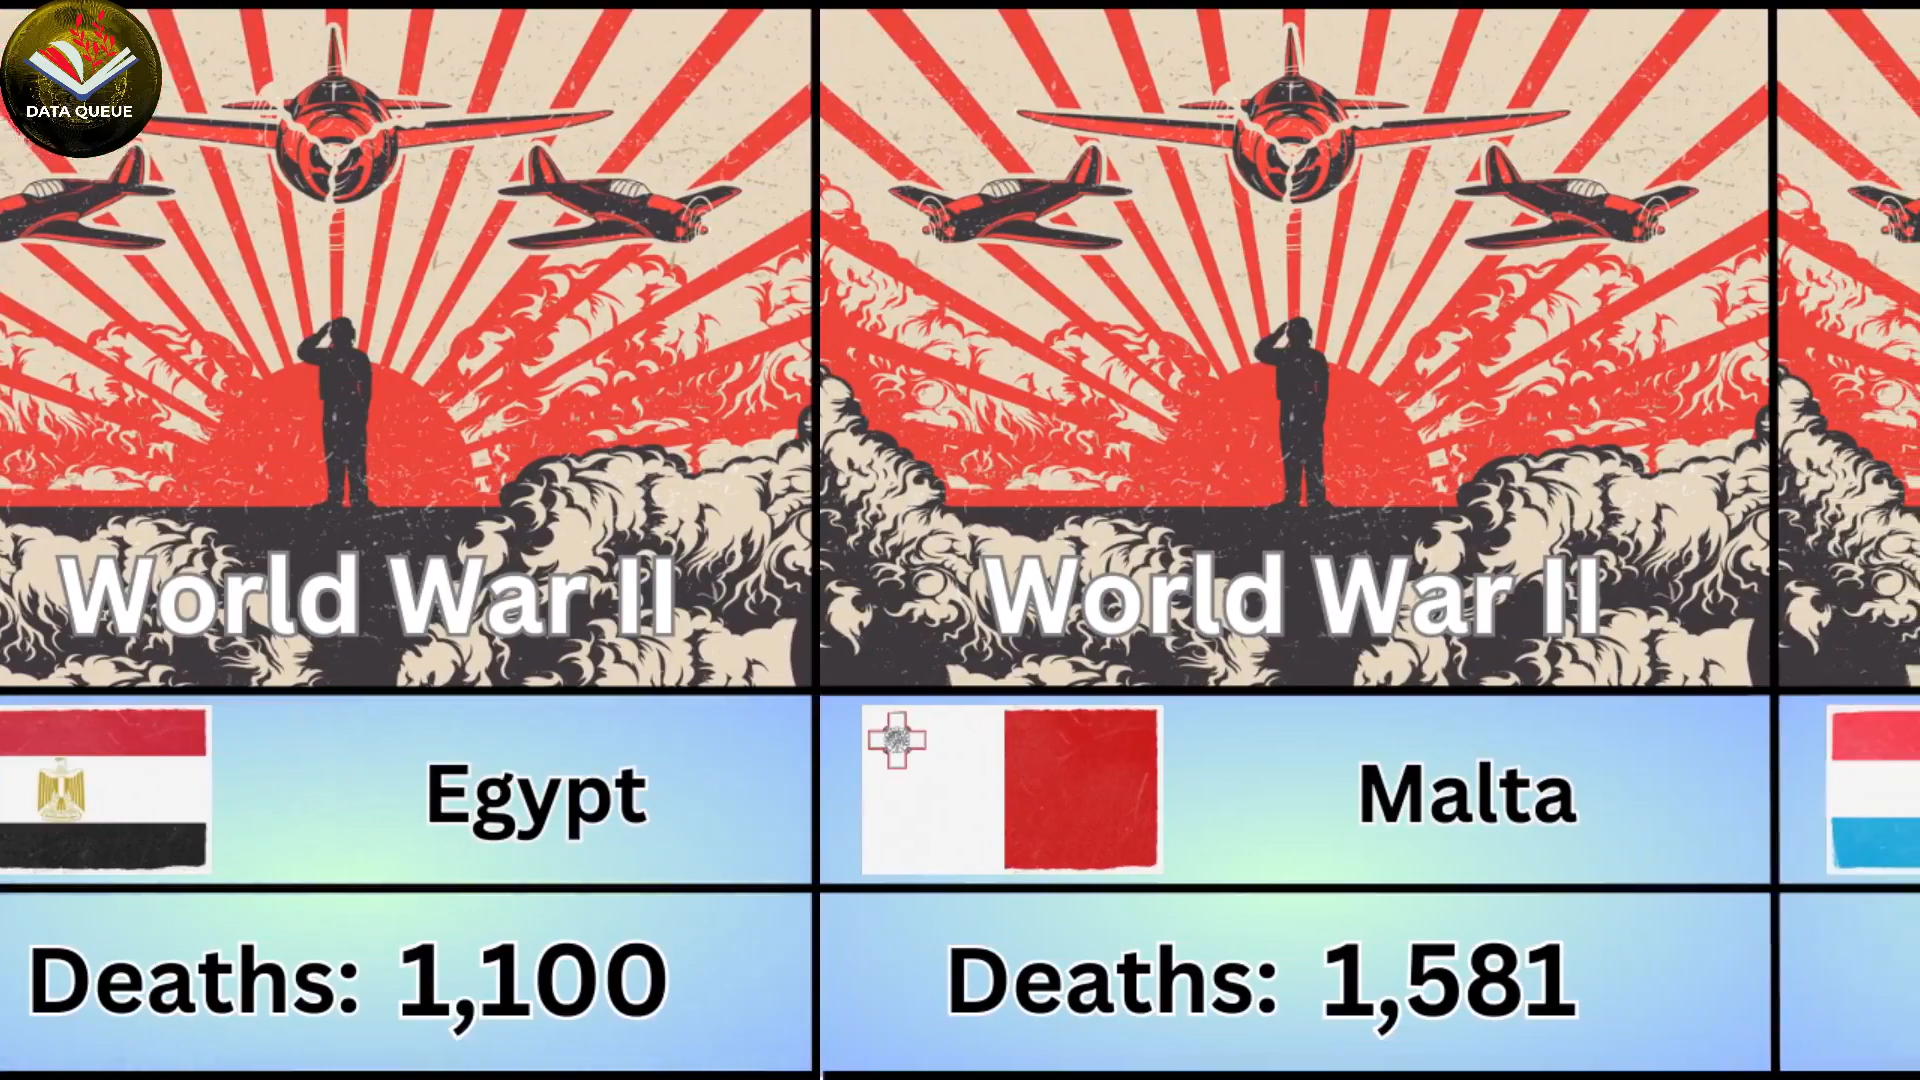 DATA QUEUE
World War II
World War II
Egypt
Malta
Deaths: 1,100
Deaths: 1,581